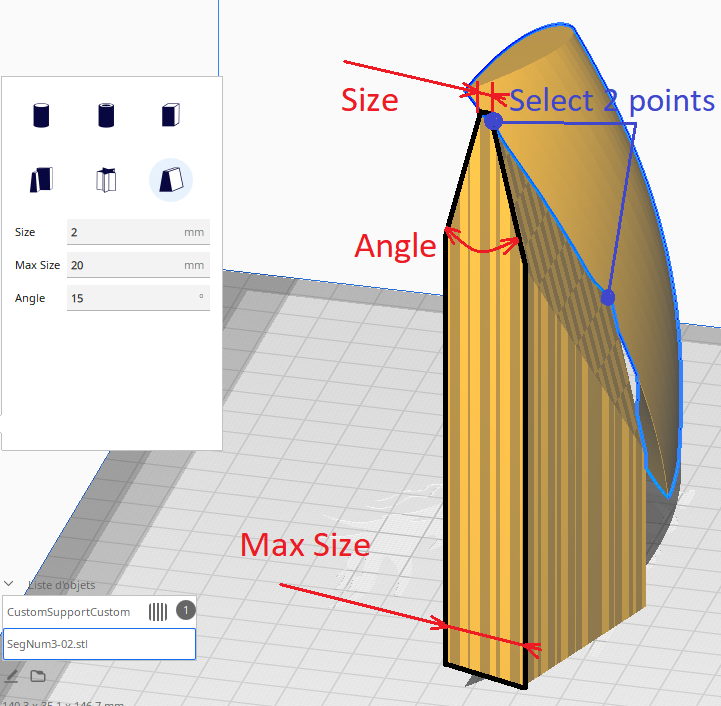 Size
Select 2 points
Size 2 mm
Max Size 20 mm
Angle 15 °
Angle
Max Size
Liste d'objets
CustomSupportCustom 1
SegNum3-02.stl
140.3 x 35.1 x 146.7 mm